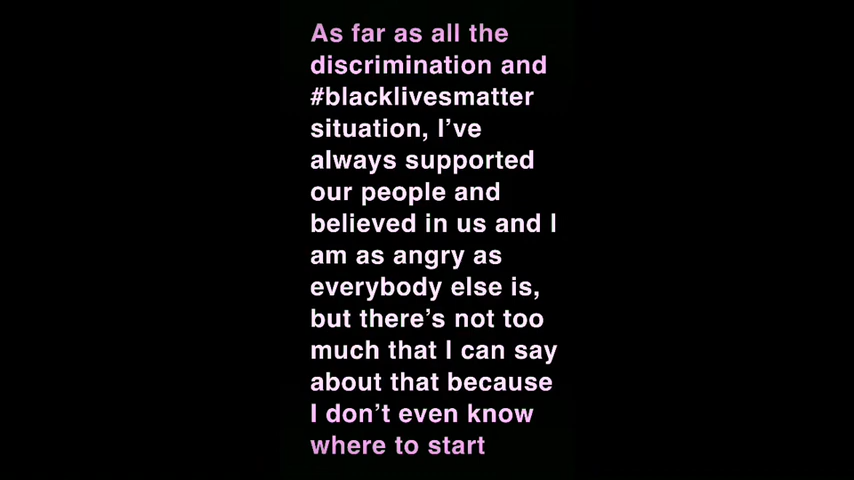 As far as all the
discrimination and
#blacklivesmatter
situation, I’ve
always supported
our people and
believed in us and I
am as angry as
everybody else is,
but there’s not too
much that I can say
about that because
I don’t even know
where to start